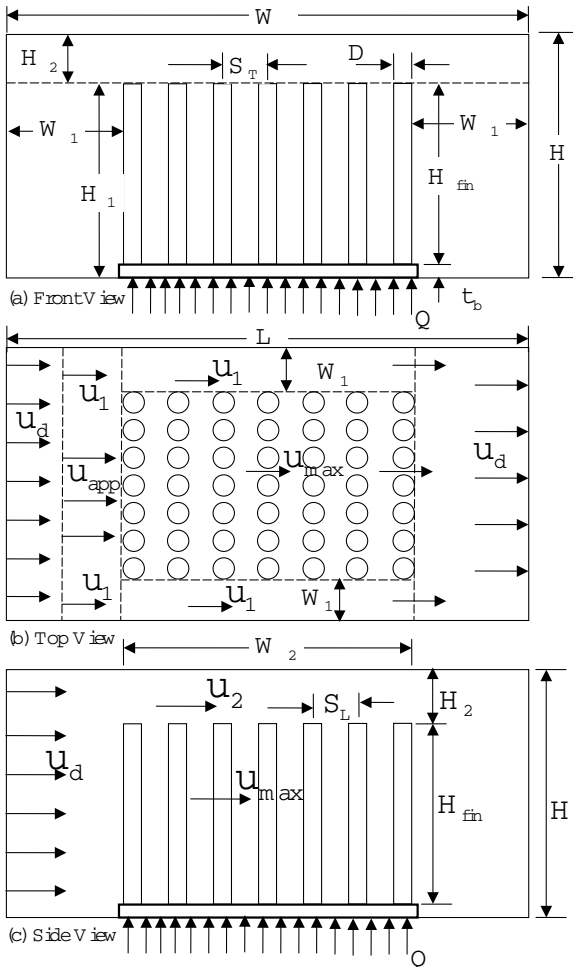 W
H 2
S T
D
W 1
W 1
H 1
H fin
H
t b
(a) Front View
Q
L
u 1
W 1
u 1
u d
u app
u max
u d
u 1
u 1
W 1
(b) Top View
W 2
u 2
S L
H 2
u d
u max
H fin
H
(c) Side View
Q